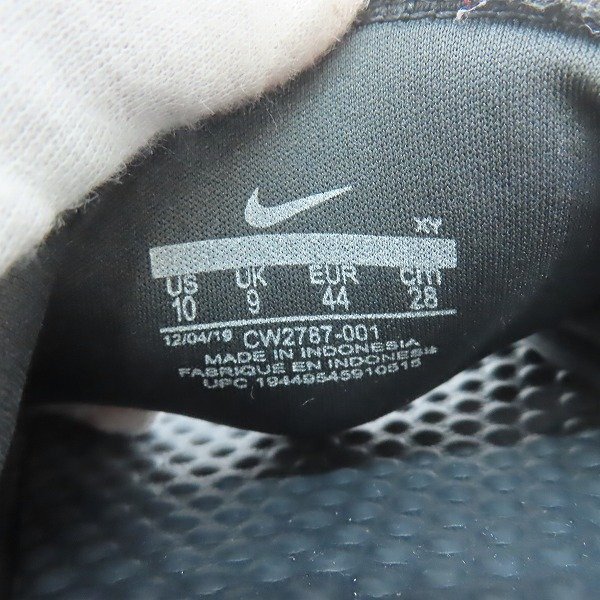 XY
US UK EUR cm
10 9 44 28
12/04/19 CW2787-001
MADE IN INDONESIA
FABRIQUE EN INDONESIE
UPC